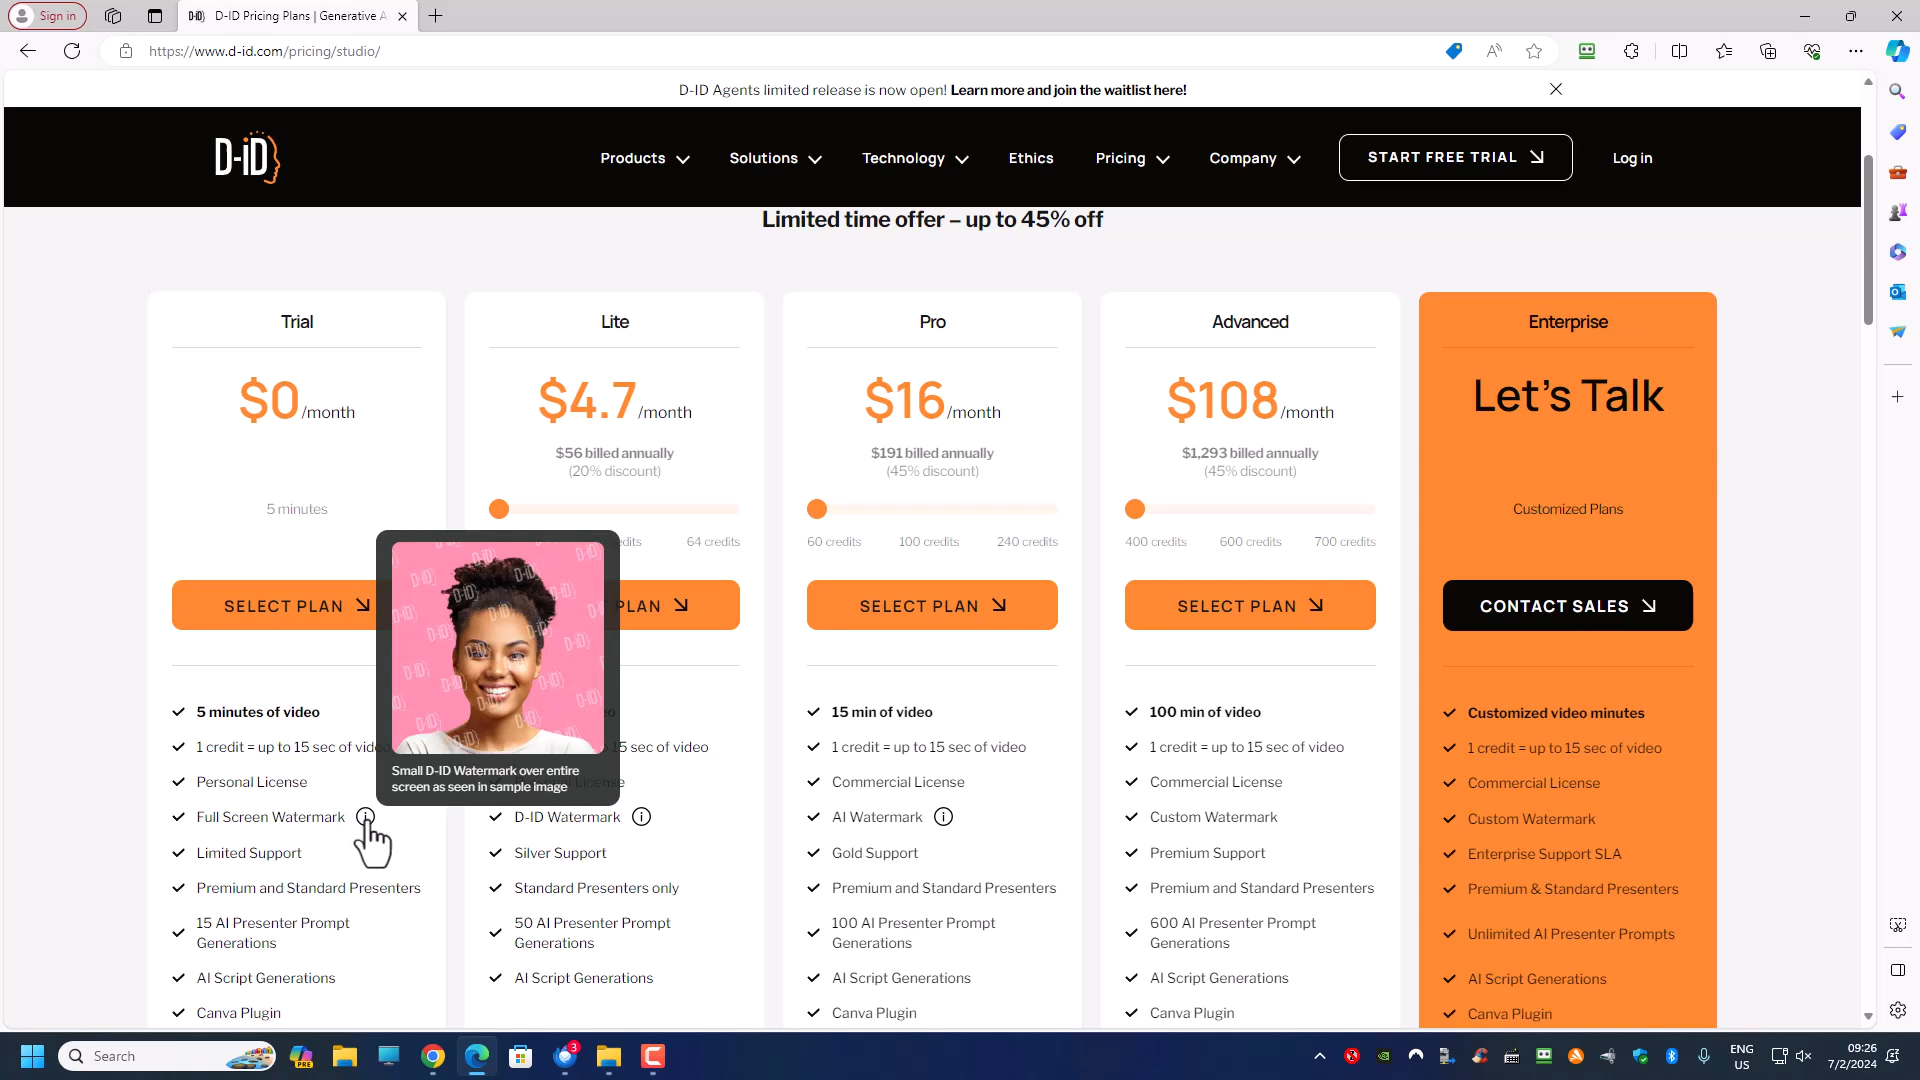 Sign in
D-ID Pricing Plans | Generative A
https://www.d-id.com/pricing/studio/
D-ID Agents limited release is now open! Learn more and join the waitlist here!
D-iD
Products
Solutions
Technology
Ethics
Pricing
Company
START FREE TRIAL
Log in
Limited time offer – up to 45% off
Trial
$0/month
5 minutes
SELECT PLAN
5 minutes of video
1 credit = up to 15 sec of video
Personal License
Full Screen Watermark
Limited Support
Premium and Standard Presenters
15 AI Presenter Prompt
Generations
AI Script Generations
Canva Plugin
Small D-ID Watermark over entire
screen as seen in sample image
Lite
$4.7/month
$56 billed annually
(20% discount)
64 credits
PLAN
15 sec of video
D-ID Watermark
Silver Support
Standard Presenters only
50 AI Presenter Prompt
Generations
AI Script Generations
Pro
$16/month
$191 billed annually
(45% discount)
60 credits
100 credits
240 credits
SELECT PLAN
15 min of video
1 credit = up to 15 sec of video
Commercial License
AI Watermark
Gold Support
Premium and Standard Presenters
100 AI Presenter Prompt
Generations
AI Script Generations
Canva Plugin
Advanced
$108/month
$1,293 billed annually
(45% discount)
400 credits
600 credits
700 credits
SELECT PLAN
100 min of video
1 credit = up to 15 sec of video
Commercial License
Custom Watermark
Premium Support
Premium and Standard Presenters
600 AI Presenter Prompt
Generations
AI Script Generations
Canva Plugin
Enterprise
Let's Talk
Customized Plans
CONTACT SALES
Customized video minutes
1 credit = up to 15 sec of video
Commercial License
Custom Watermark
Enterprise Support SLA
Premium & Standard Presenters
Unlimited AI Presenter Prompts
AI Script Generations
Canva Plugin
Search
PRE
3
ENG
US
09:26
7/2/2024